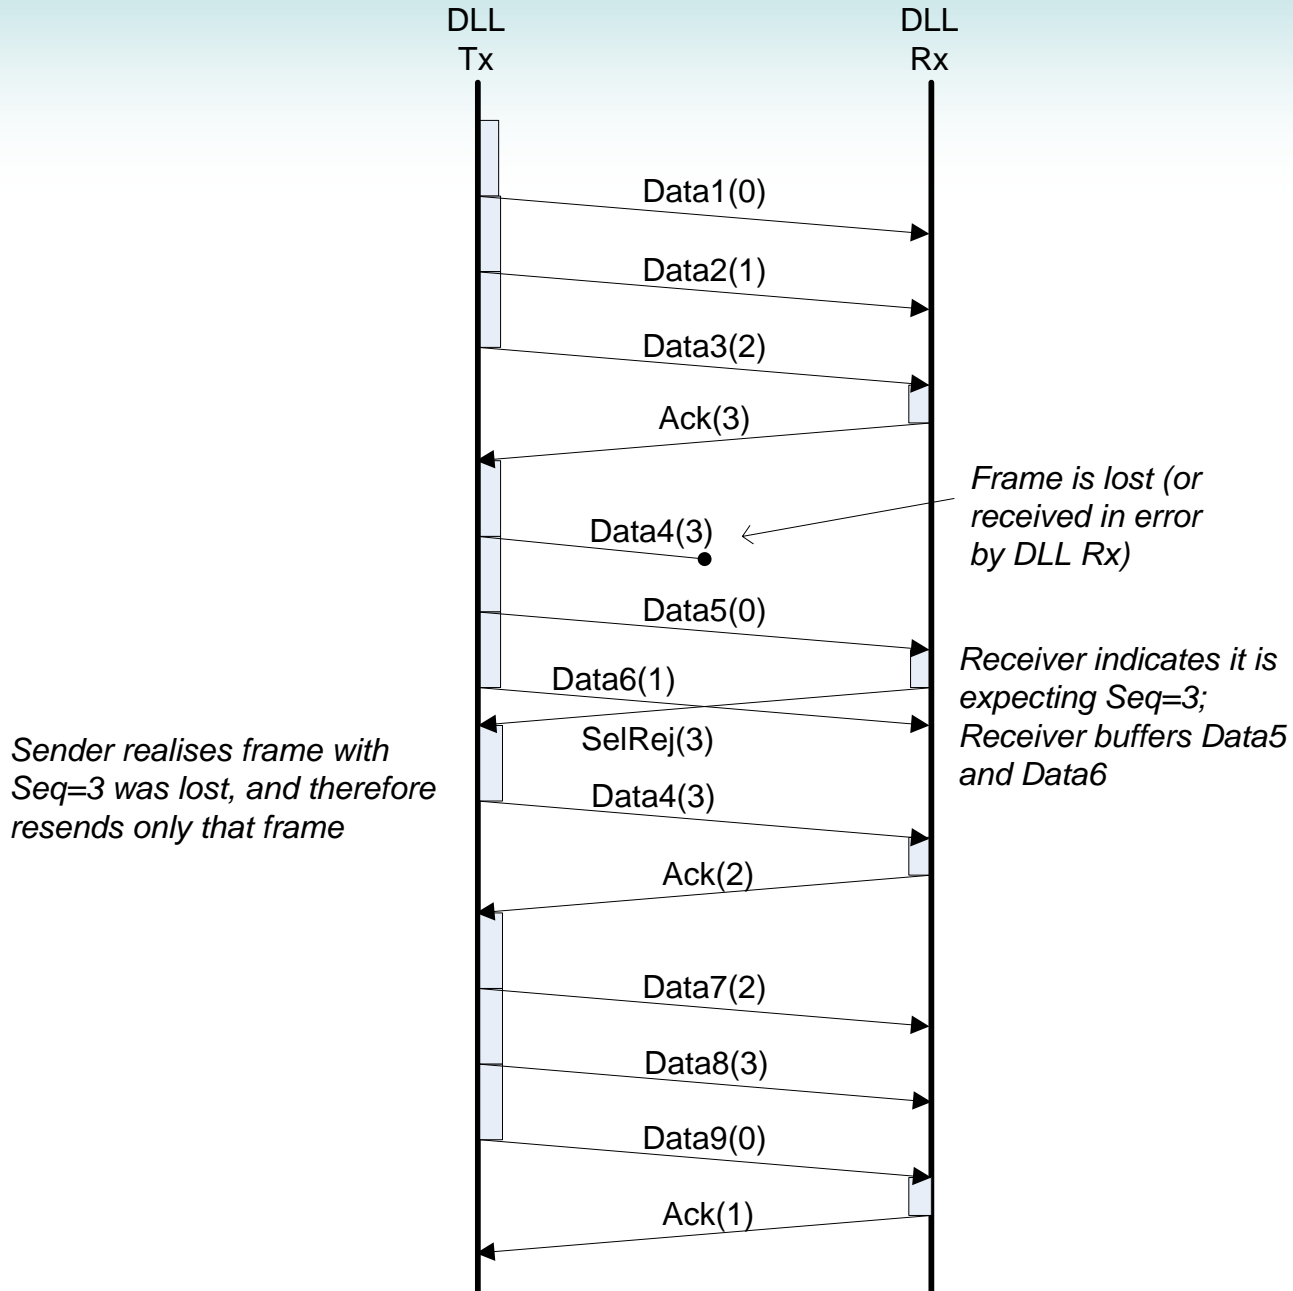 DLL
Tx
DLL
Rx
Data1(0)
Data2(1)
Data3(2)
Ack(3)
Frame is lost (or
received in error
by DLL Rx)
Data4(3)
Data5(0)
Receiver indicates it is
expecting Seq=3;
Receiver buffers Data5
and Data6
Data6(1)
SelRej(3)
Sender realises frame with
Seq=3 was lost, and therefore
resends only that frame
Data4(3)
Ack(2)
Data7(2)
Data8(3)
Data9(0)
Ack(1)